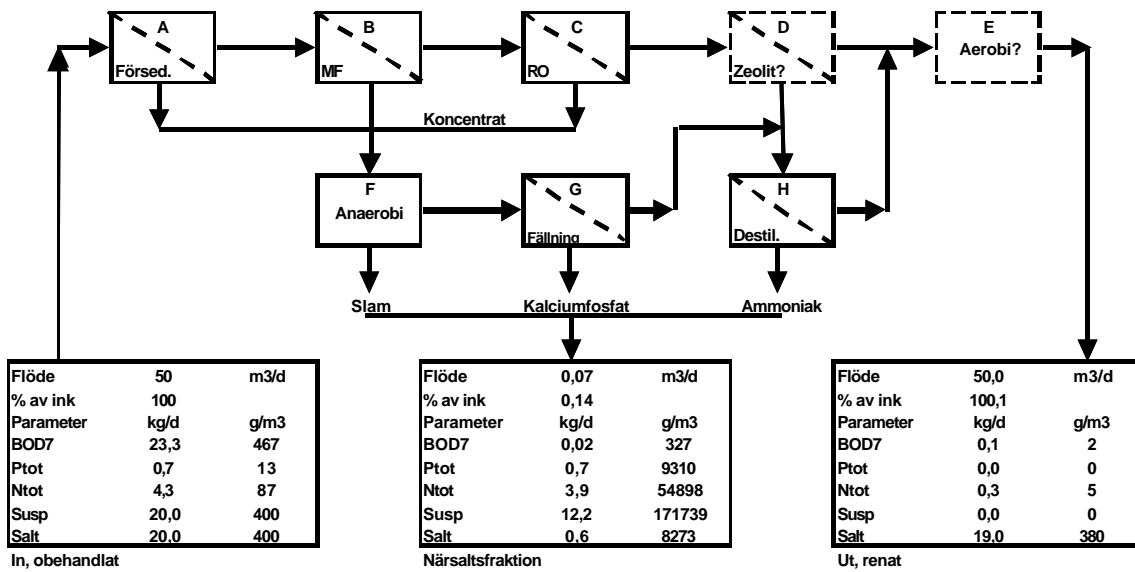 A
Försed.
B
MF
C
RO
D
Zeolit?
E
Aerobi?
Koncentrat
F
Anaerobi
G
Fällning
H
Destil.
Slam
Kalciumfosfat
Ammoniak
Flöde 50 m3/d
% av ink 100
Parameter kg/d g/m3
BOD7 23,3 467
Ptot 0,7 13
Ntot 4,3 87
Susp 20,0 400
Salt 20,0 400
In, obehandlat
Flöde 0,07 m3/d
% av ink 0,14
Parameter kg/d g/m3
BOD7 0,02 327
Ptot 0,7 9310
Ntot 3,9 54898
Susp 12,2 171739
Salt 0,6 8273
Närsaltsfraktion
Flöde 50,0 m3/d
% av ink 100,1
Parameter kg/d g/m3
BOD7 0,1 2
Ptot 0,0 0
Ntot 0,3 5
Susp 0,0 0
Salt 19,0 380
Ut, renat